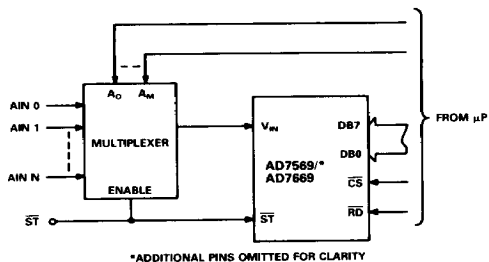 A0 AM
AIN 0
AIN 1
AIN N
MULTIPLEXER
ENABLE
ST
VIN
AD7569/*
AD7669
ST
DB7
DB0
CS
RD
FROM μP
*ADDITIONAL PINS OMITTED FOR CLARITY